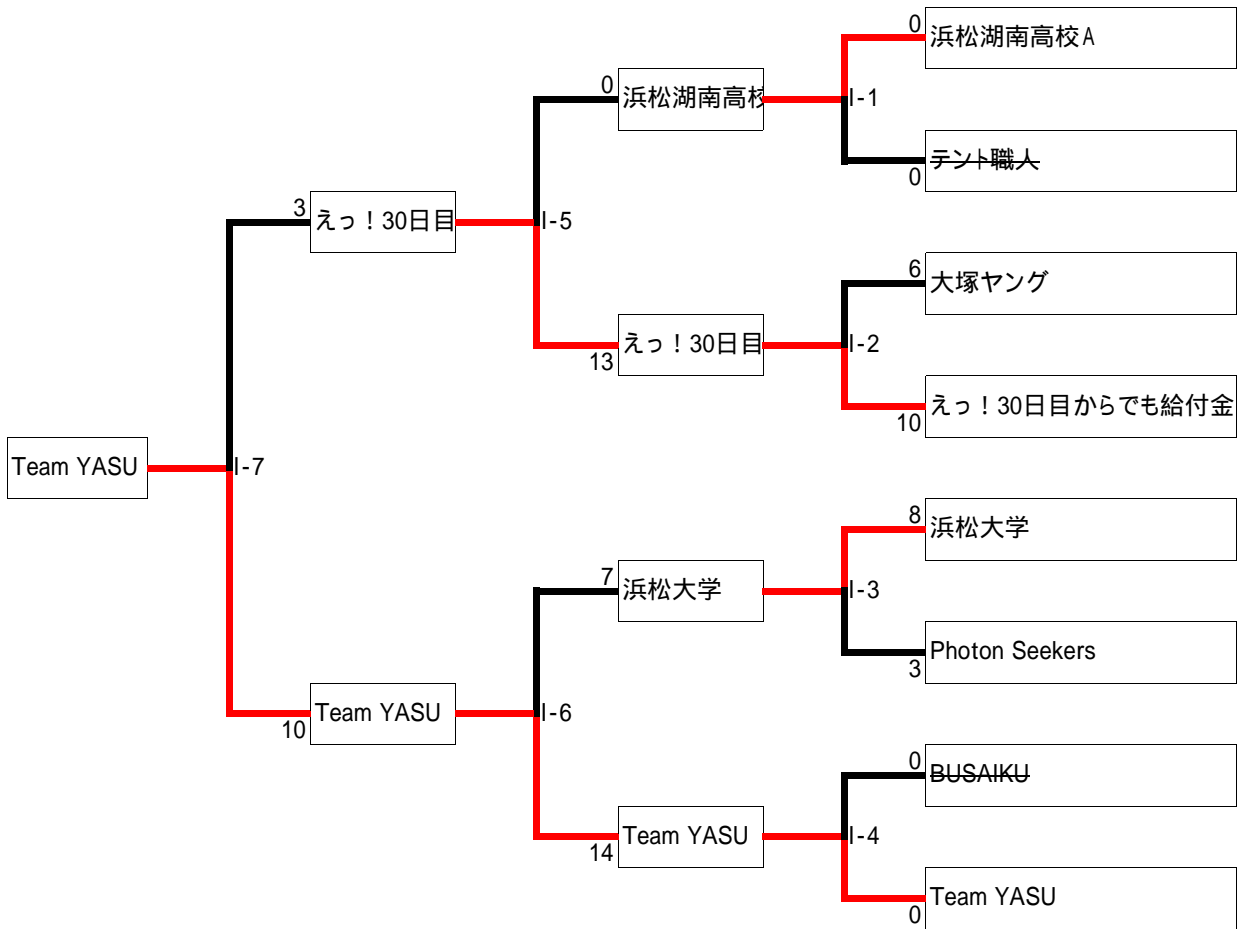 0
浜松湖南高校A
0
浜松湖南高校
I-1
テント職人
0
3
えっ！30日目
I-5
6
大塚ヤング
13
えっ！30日目
I-2
えっ！30日目からでも給付金
10
Team YASU
I-7
8
浜松大学
7
浜松大学
I-3
Photon Seekers
3
Team YASU
10
I-6
0
BUSAIKU
Team YASU
14
I-4
Team YASU
0